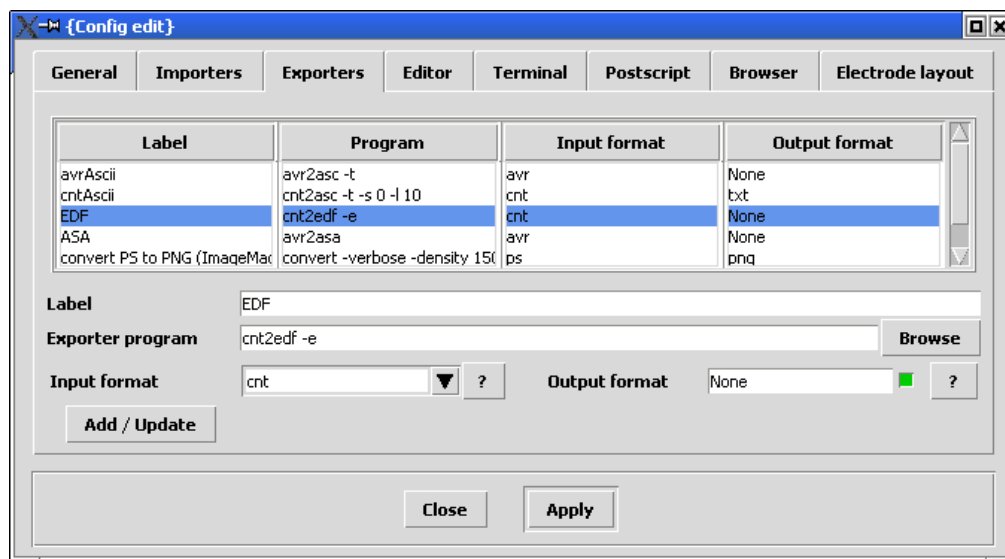 {Config edit}
General Importers Exporters Editor Terminal Postscript Browser Electrode layout
Label Program Input format Output format
avrAscii avr2asc -t avr None
cntAscii cnt2asc -t -s 0 -l 10 cnt txt
EDF cnt2edf -e cnt None
ASA avr2asa avr None
convert PS to PNG (ImageMac convert -verbose -density 150 ps png
Label EDF
Exporter program cnt2edf -e Browse
Input format cnt ? Output format None ?
Add / Update
Close Apply